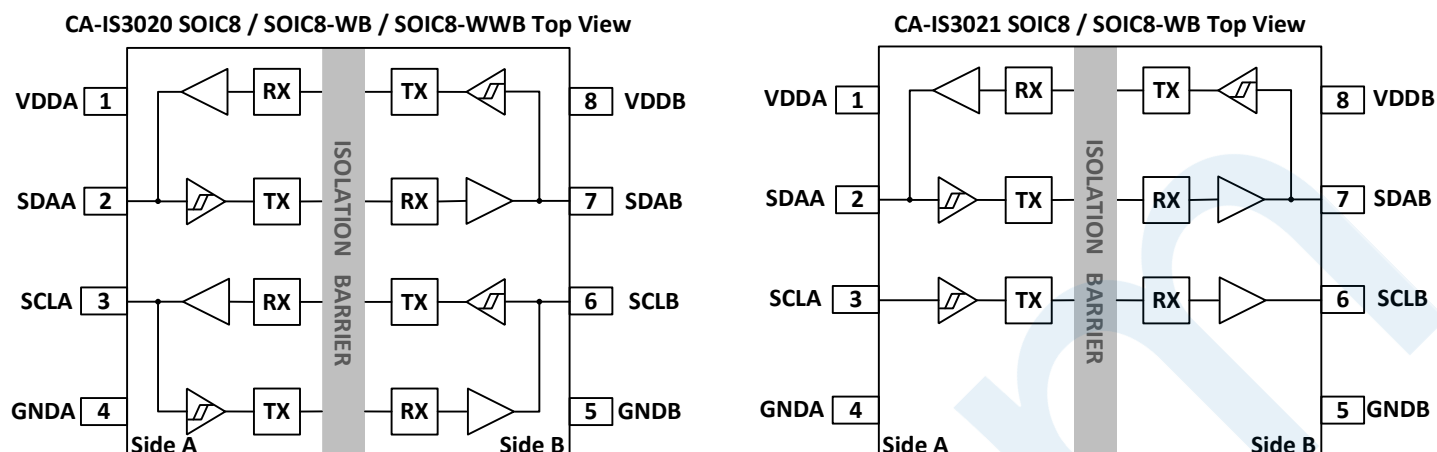 CA-IS3020 SOIC8 / SOIC8-WB / SOIC8-WWB Top View
VDDA 1 RX TX 8 VDDB
SDAA 2 TX RX 7 SDAB
SCLA 3 RX TX 6 SCLB
GNDA 4 TX RX 5 GNDB
ISOLATION BARRIER
Side A Side B
CA-IS3021 SOIC8 / SOIC8-WB Top View
VDDA 1 RX TX 8 VDDB
SDAA 2 TX RX 7 SDAB
SCLA 3 TX RX 6 SCLB
GNDA 4 5 GNDB
ISOLATION BARRIER
Side A Side B